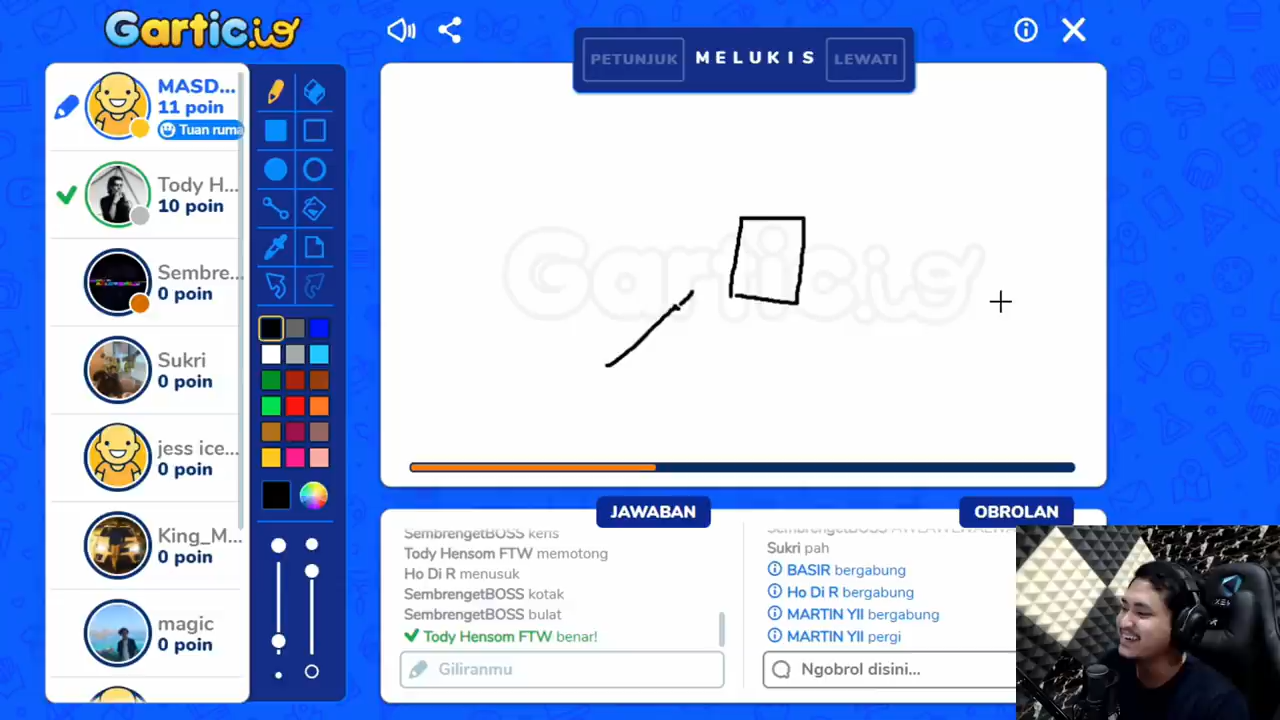 Gartic.io
PETUNJUK
MELUKIS
LEWATI
MASD...
11 poin
Tuan ruma
Tody H...
10 poin
Sembre...
0 poin
Sukri
0 poin
jess ice...
0 poin
King_M...
0 poin
magic
0 poin
Gartic.io
JAWABAN
SembrengetBOSS kens
Tody Hensom FTW memotong
Ho Di R menusuk
SembrengetBOSS kotak
SembrengetBOSS bulat
Tody Hensom FTW benar!
Giliranmu
OBROLAN
Sukri pah
BASIR bergabung
Ho Di R bergabung
MARTIN YII bergabung
MARTIN YII pergi
Ngobrol disini...